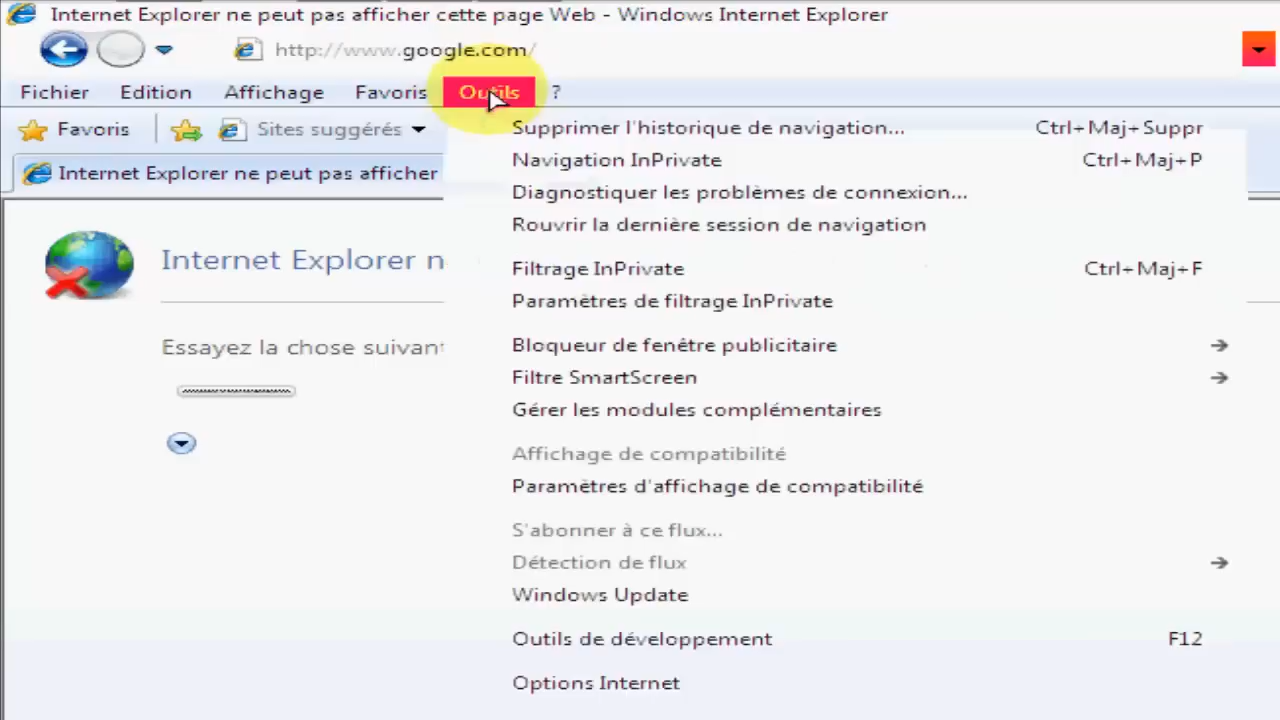 Internet Explorer ne peut pas afficher cette page Web - Windows Internet Explorer
http://www.google.com/
Fichier Edition Affichage Favoris Outils ?
Favoris Sites suggérés
Internet Explorer ne peut pas afficher
Internet Explorer n
Essayez la chose suivant
Supprimer l'historique de navigation... Ctrl+Maj+Suppr
Navigation InPrivate Ctrl+Maj+P
Diagnostiquer les problèmes de connexion...
Rouvrir la dernière session de navigation
Filtrage InPrivate Ctrl+Maj+F
Paramètres de filtrage InPrivate
Bloqueur de fenêtre publicitaire
Filtre SmartScreen
Gérer les modules complémentaires
Affichage de compatibilité
Paramètres d'affichage de compatibilité
S'abonner à ce flux...
Détection de flux
Windows Update
Outils de développement F12
Options Internet